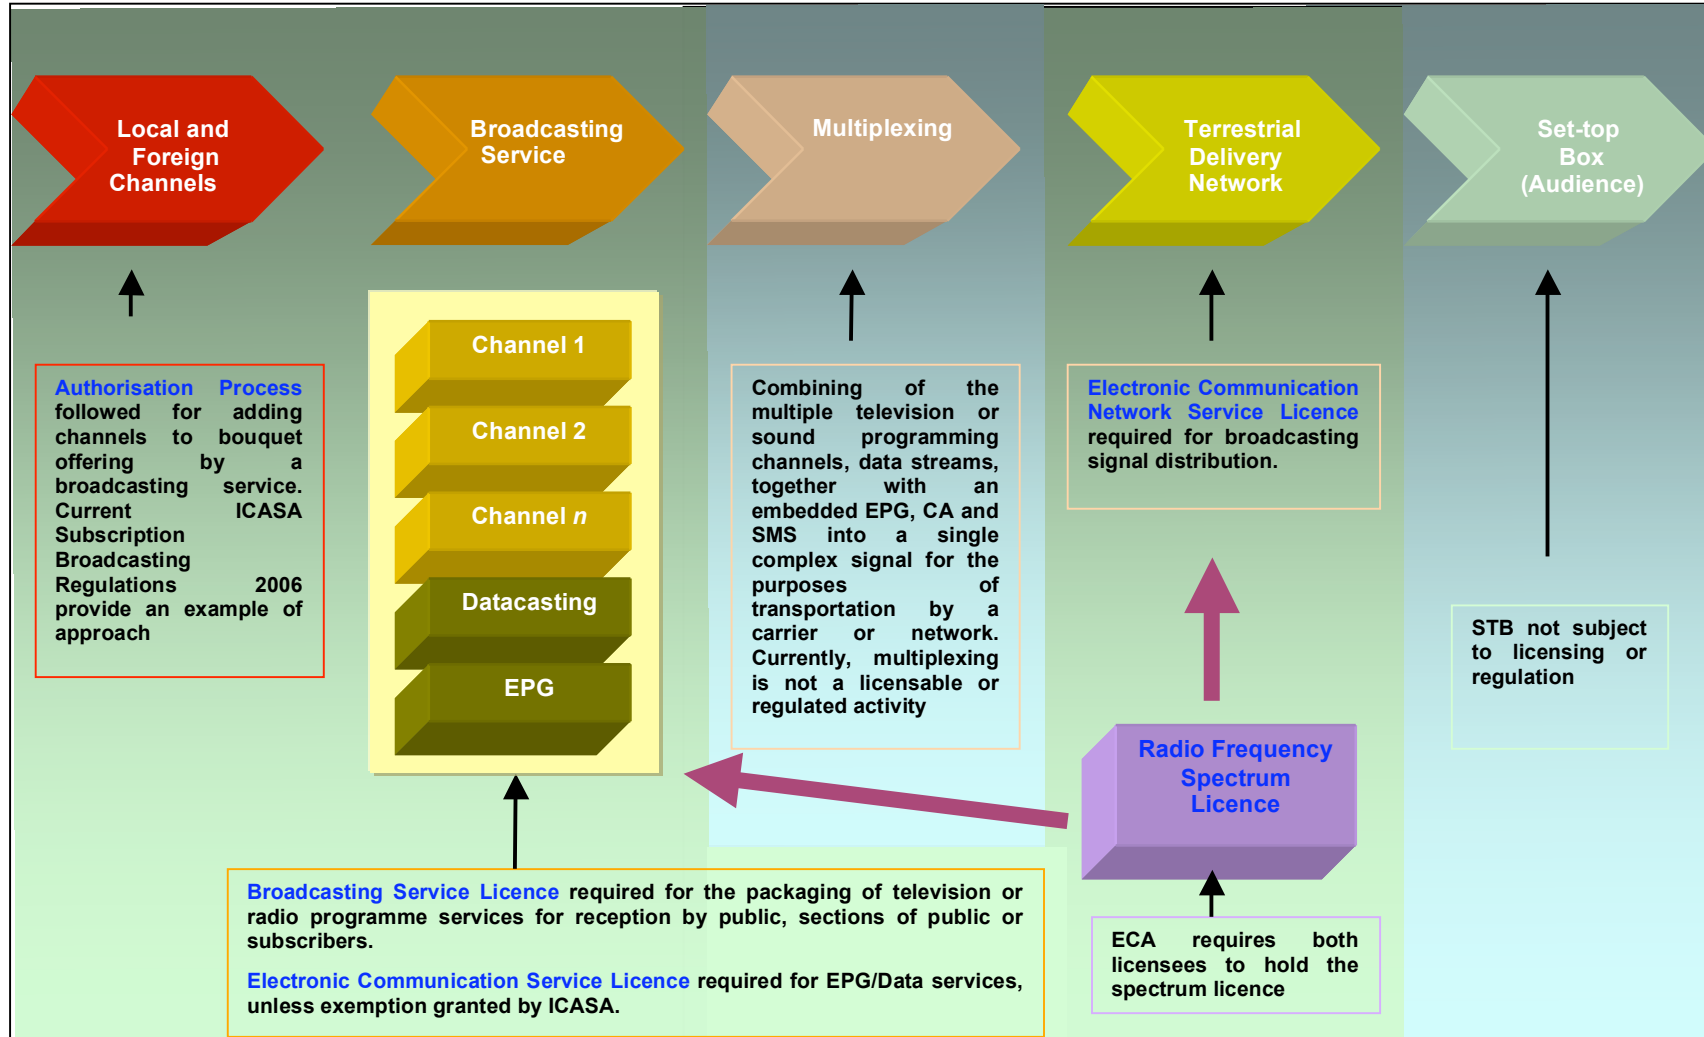 Local and
Foreign
Channels
Broadcasting
Service
Multiplexing
Terrestrial
Delivery
Network
Set-top
Box
(Audience)
Authorisation Process
followed for adding
channels to bouquet
offering by a
broadcasting service.
Current ICASA
Subscription
Broadcasting
Regulations 2006
provide an example of
approach
Channel 1
Channel 2
Channel n
Datacasting
EPG
Combining of the
multiple television or
sound programming
channels, data streams,
together with an
embedded EPG, CA and
SMS into a single
complex signal for the
purposes of
transportation by a
carrier or network.
Currently, multiplexing
is not a licensable or
regulated activity
Electronic Communication
Network Service Licence
required for broadcasting
signal distribution.
STB not subject
to licensing or
regulation
Radio Frequency
Spectrum
Licence
Broadcasting Service Licence required for the packaging of television or
radio programme services for reception by public, sections of public or
subscribers.
Electronic Communication Service Licence required for EPG/Data services,
unless exemption granted by ICASA.
ECA requires both
licensees to hold the
spectrum licence